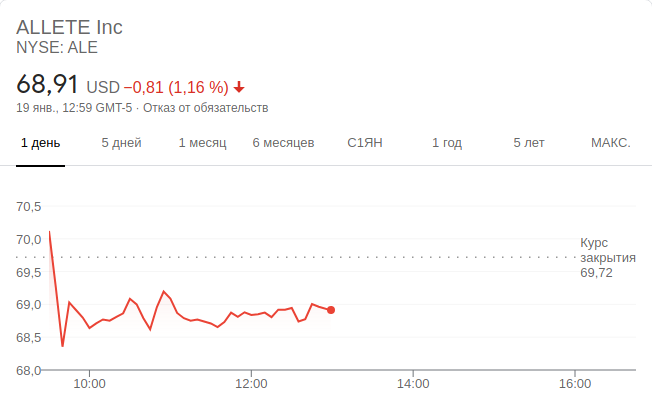 ALLETE Inc
NYSE: ALE
68,91 USD −0,81 (1,16 %)
19 янв., 12:59 GMT-5 · Отказ от обязательств
1 день 5 дней 1 месяц 6 месяцев С1ЯН 1 год 5 лет МАКС.
70,5
70,0
69,5
69,0
68,5
68,0
Курс
закрытия
69,72
10:00 12:00 14:00 16:00